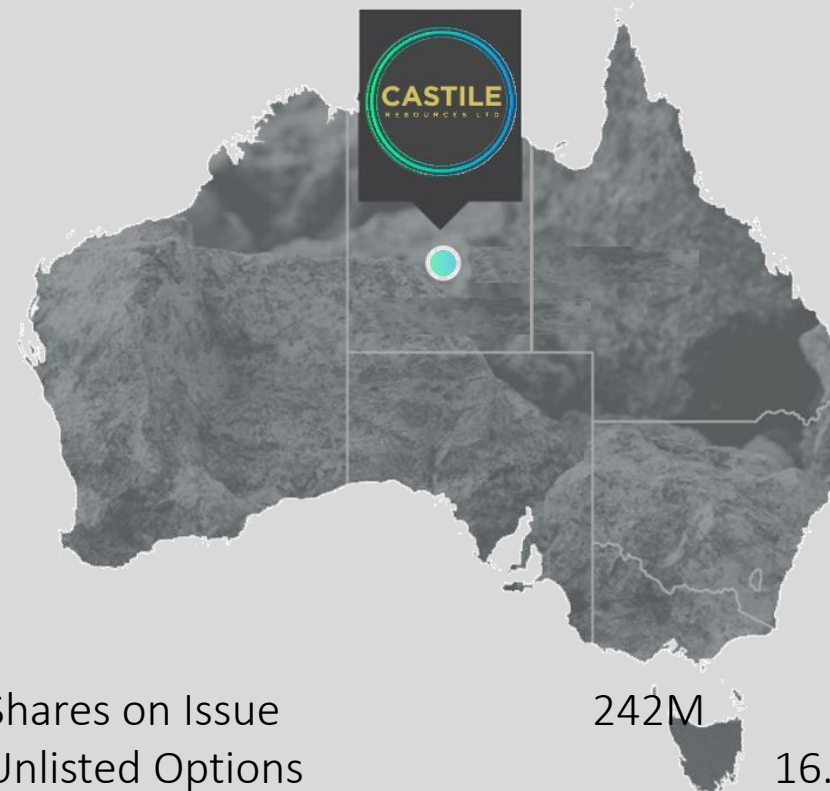 CASTILE
RESOURCES LTD
Shares on Issue 242M
Unlisted Options 16.